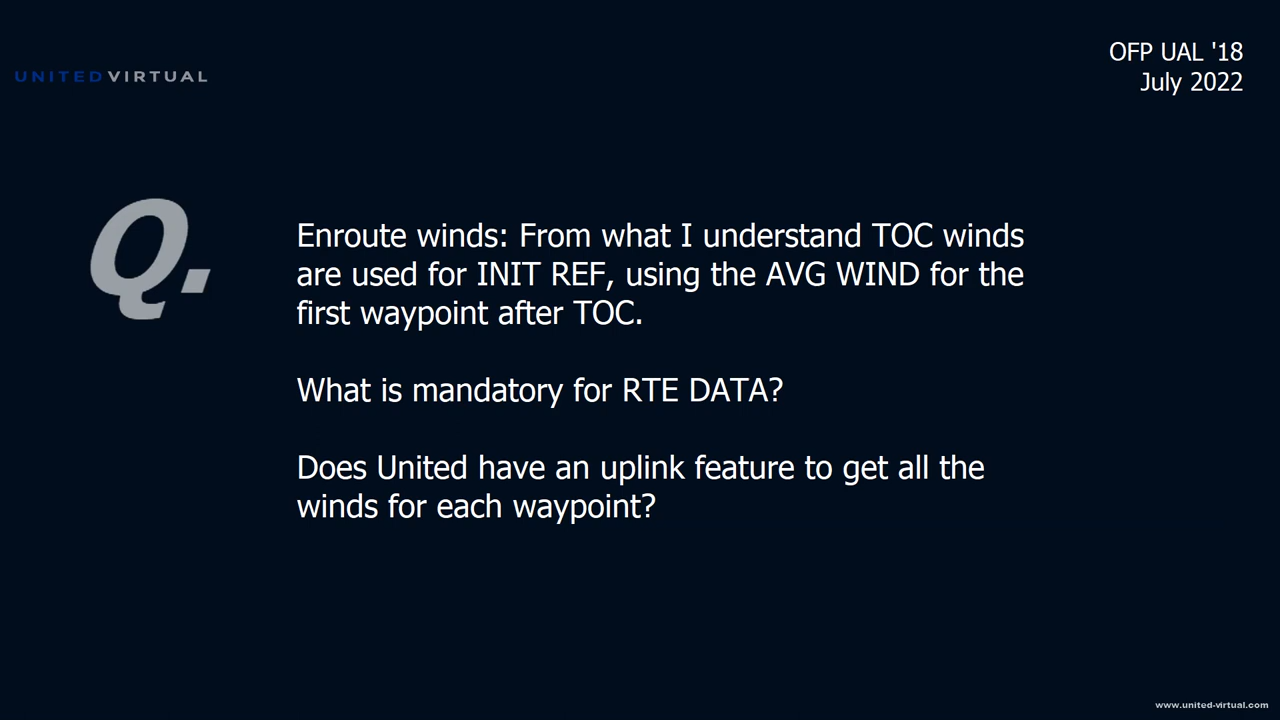 OFP UAL '18
July 2022
UNITEDVIRTUAL
Q.
Enroute winds: From what I understand TOC winds
are used for INIT REF, using the AVG WIND for the
first waypoint after TOC.
What is mandatory for RTE DATA?
Does United have an uplink feature to get all the
winds for each waypoint?
www.united-virtual.com